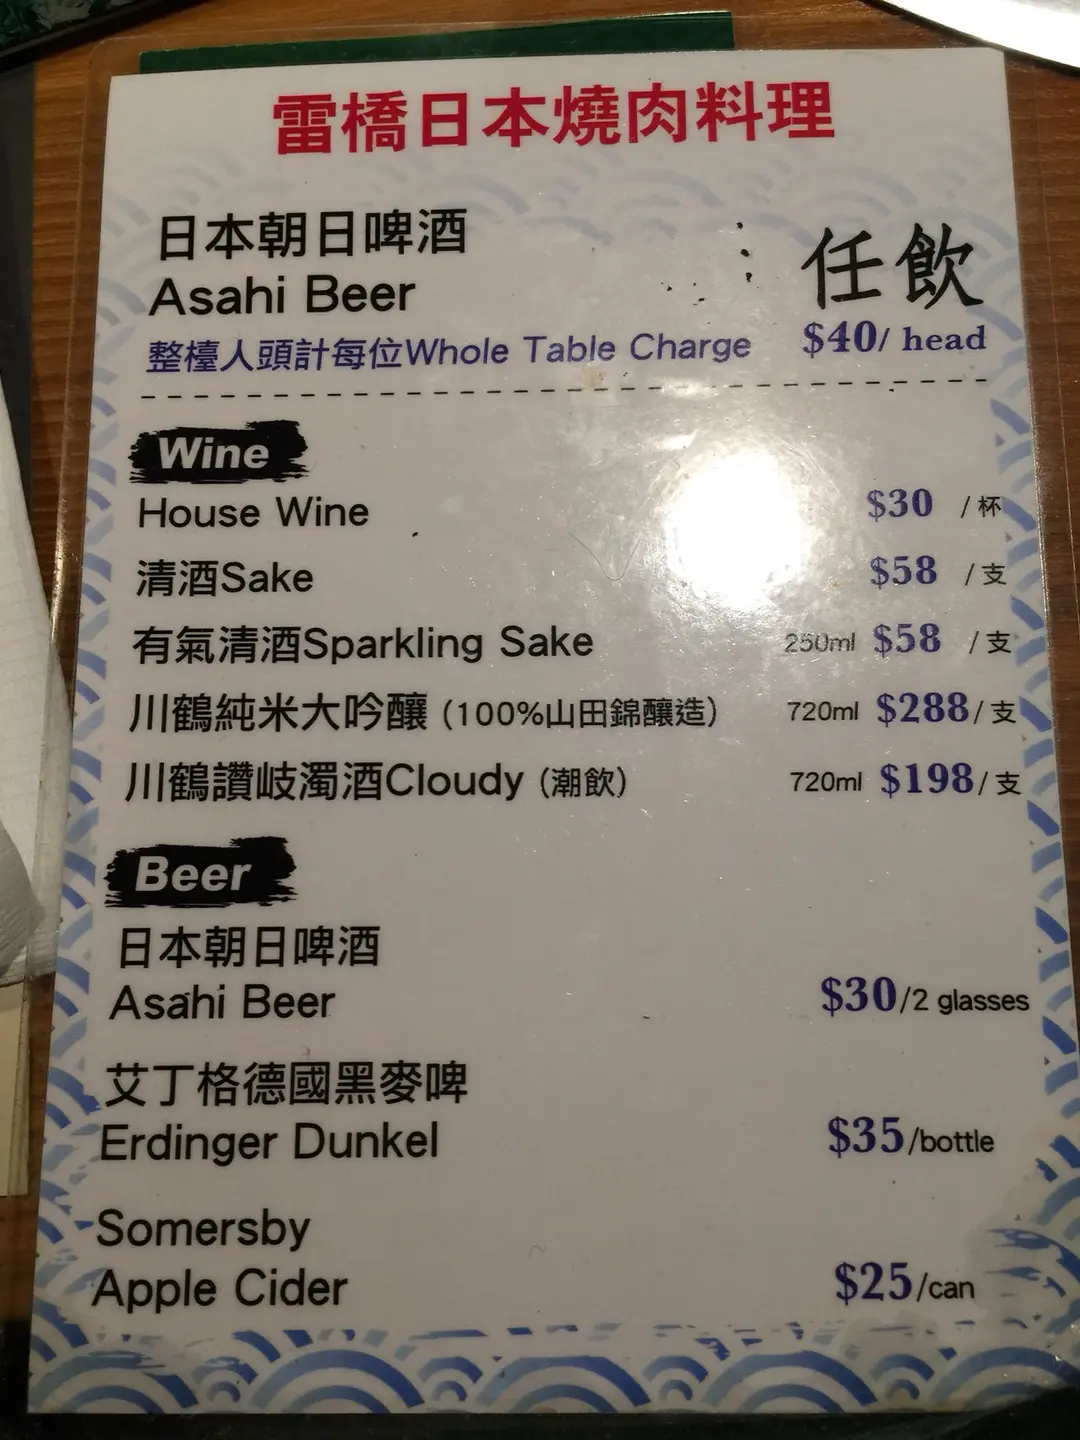 雷橋日本燒肉料理
日本朝日啤酒
任飲
Asahi Beer
整檯人頭計每位Whole Table Charge $40/ head
Wine
House Wine $30 /杯
清酒Sake $58 /支
有氣清酒Sparkling Sake 250ml $58 /支
川鶴純米大吟釀 (100%山田錦釀造) 720ml $288/支
川鶴讚岐濁酒Cloudy (潮飲) 720ml $198/支
Beer
日本朝日啤酒
Asahi Beer $30/2 glasses
艾丁格德國黑麥啤
Erdinger Dunkel $35/bottle
Somersby
Apple Cider $25/can